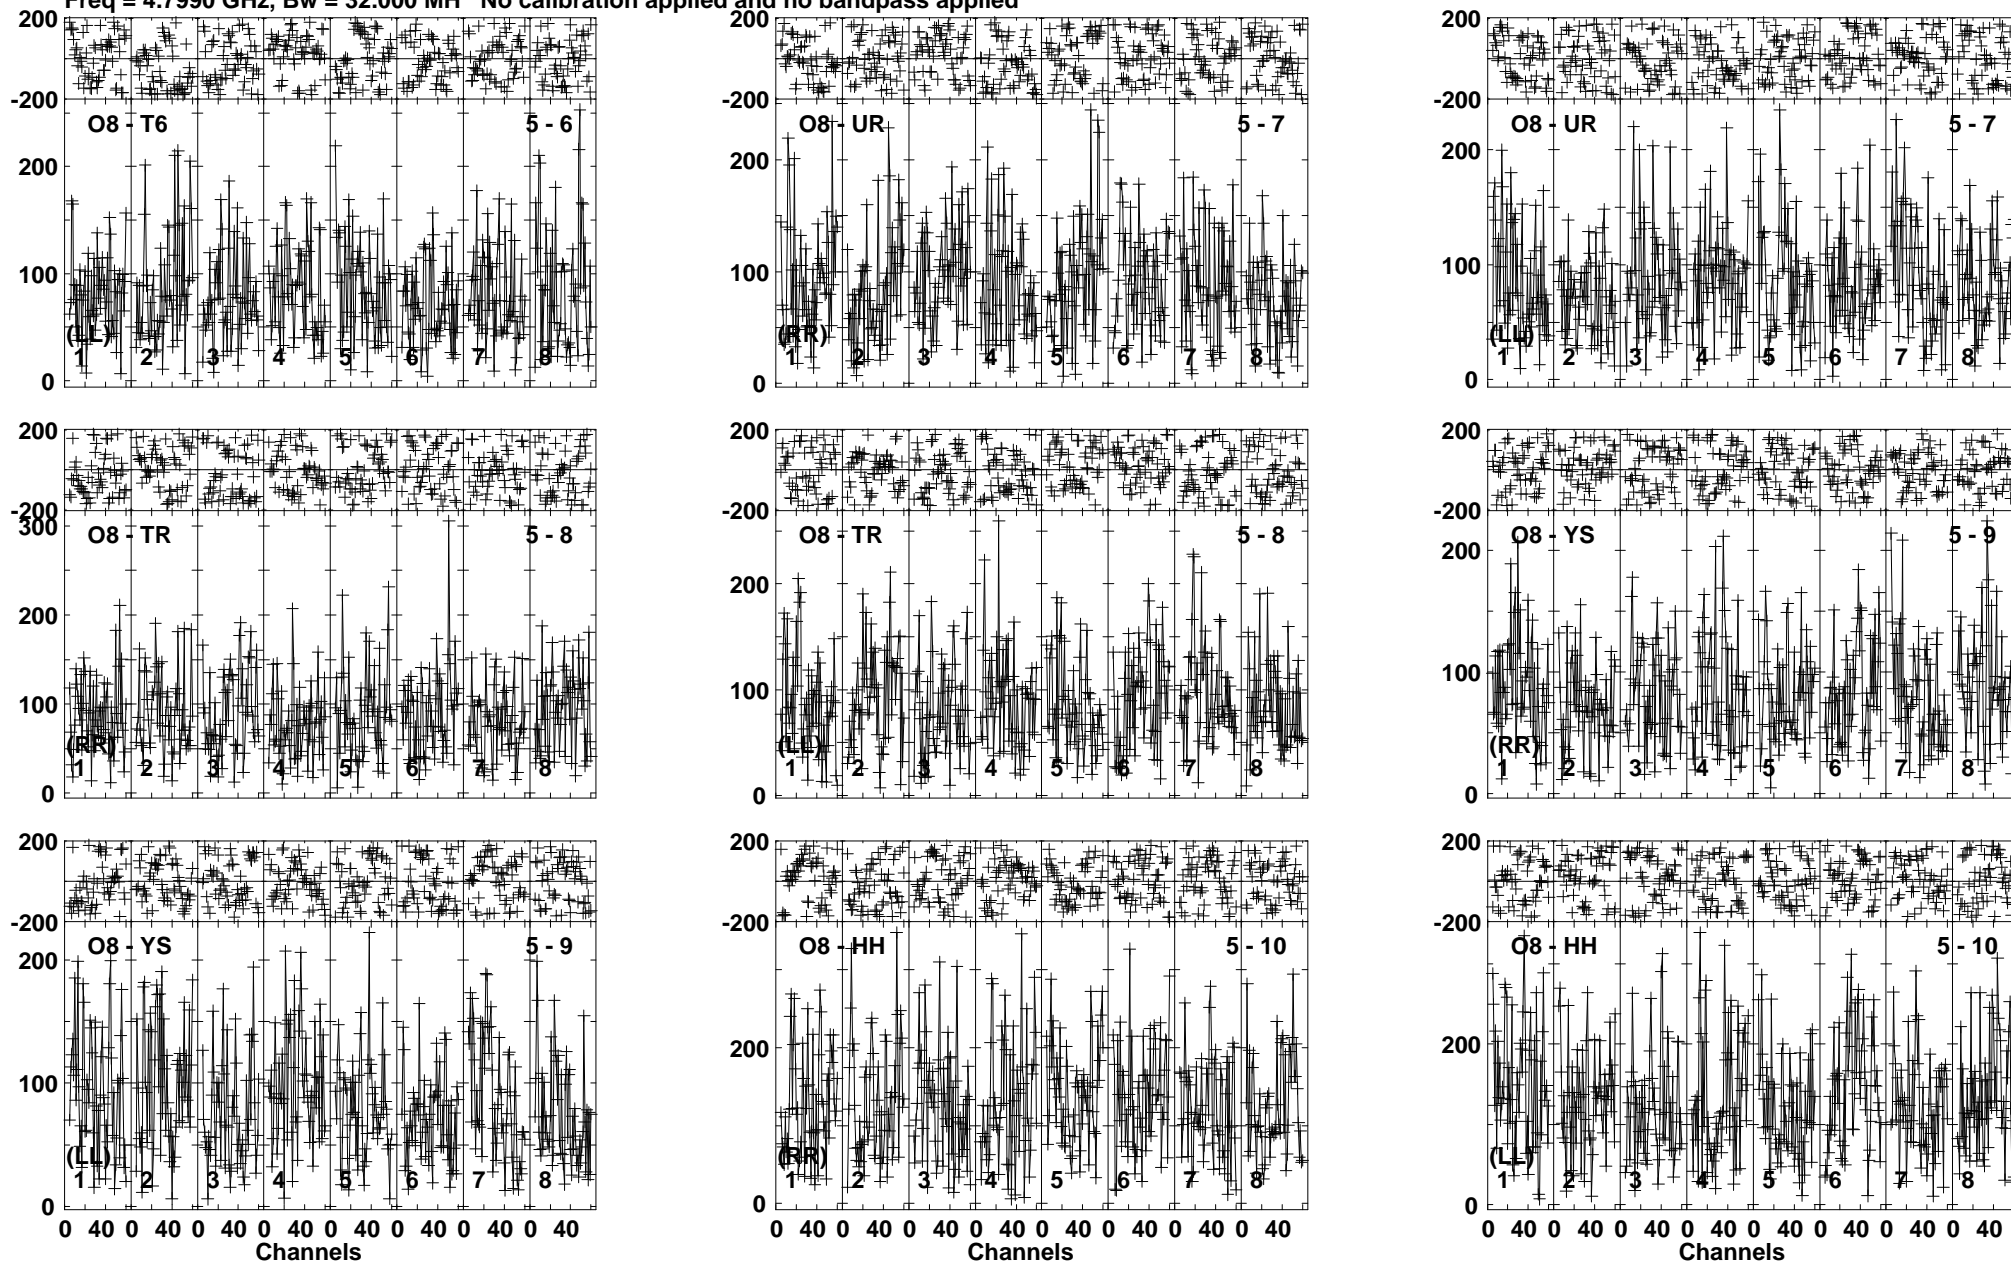 Freq = 4.7990 GHz, Bw = 32.000 MH No calibration applied and no bandpass applied
200 200 200
-200 -200 -200
O8 - T6 5 - 6 O8 - UR 5 - 7 O8 - UR 5 - 7
200 200 200
100 100 100
(LL) (RR) (LL)
1 2 3 4 5 6 7 8 1 2 3 4 5 6 7 8 1 2 3 4 5 6 7 8
0 0 0
200 200 200
-200 -200 -200
300
O8 - TR 5 - 8 O8 - TR 5 - 8 O8 - YS 5 - 9
200 200 200
100 100 100
(RR) (LL) (RR)
1 2 3 4 5 6 7 8 1 2 3 4 5 6 7 8 1 2 3 4 5 6 7 8
0 0 0
200 200 200
-200 -200 -200
O8 - YS 5 - 9 O8 - HH 5 - 10 O8 - HH 5 - 10
200 200 200
100
(LL) (RR) (LL)
1 2 3 4 5 6 7 8 1 2 3 4 5 6 7 8 1 2 3 4 5 6 7 8
0 0 0
0 40 0 40 0 40 0 40 0 40 0 40 0 40 0 40 0 40 0 40 0 40 0 40 0 40 0 40 0 40 0 40 0 40 0 40 0 40 0 40 0 40 0 40 0 40 0 40
Channels Channels Channels